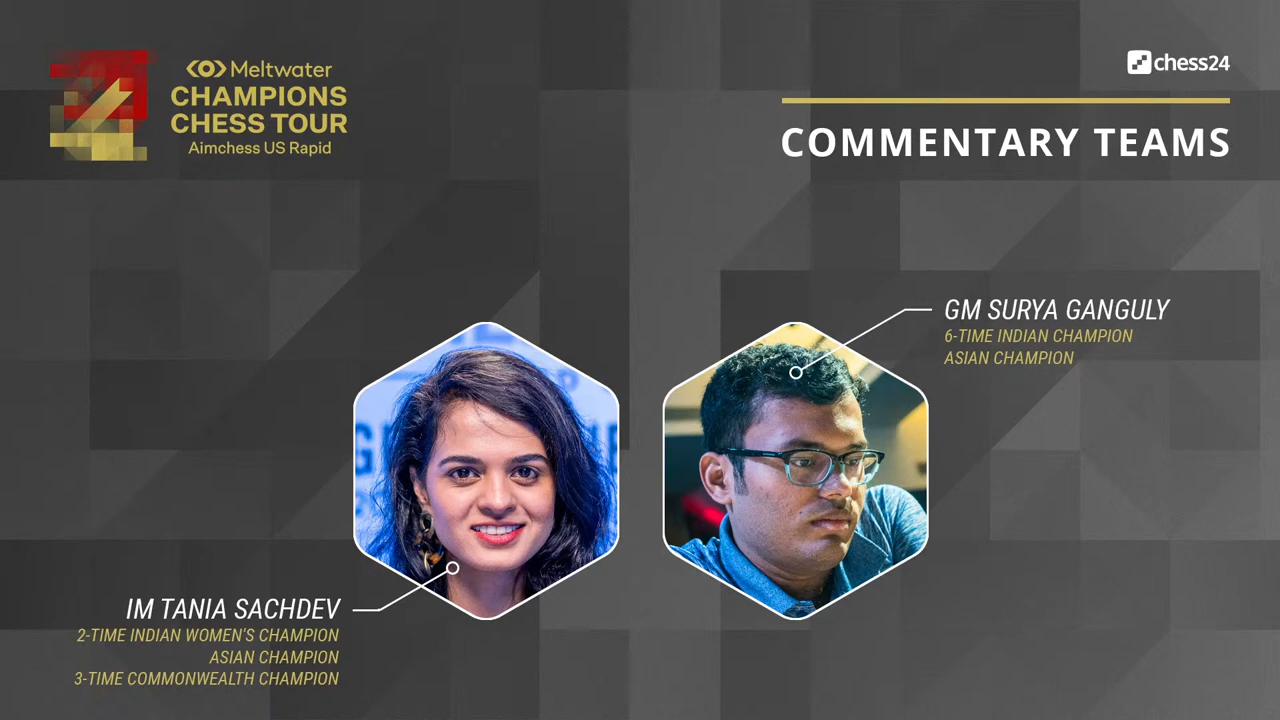 Meltwater
CHAMPIONS
CHESS TOUR
Aimchess US Rapid
chess24
COMMENTARY TEAMS
GM SURYA GANGULY
6-TIME INDIAN CHAMPION
ASIAN CHAMPION
IM TANIA SACHDEV
2-TIME INDIAN WOMEN'S CHAMPION
ASIAN CHAMPION
3-TIME COMMONWEALTH CHAMPION